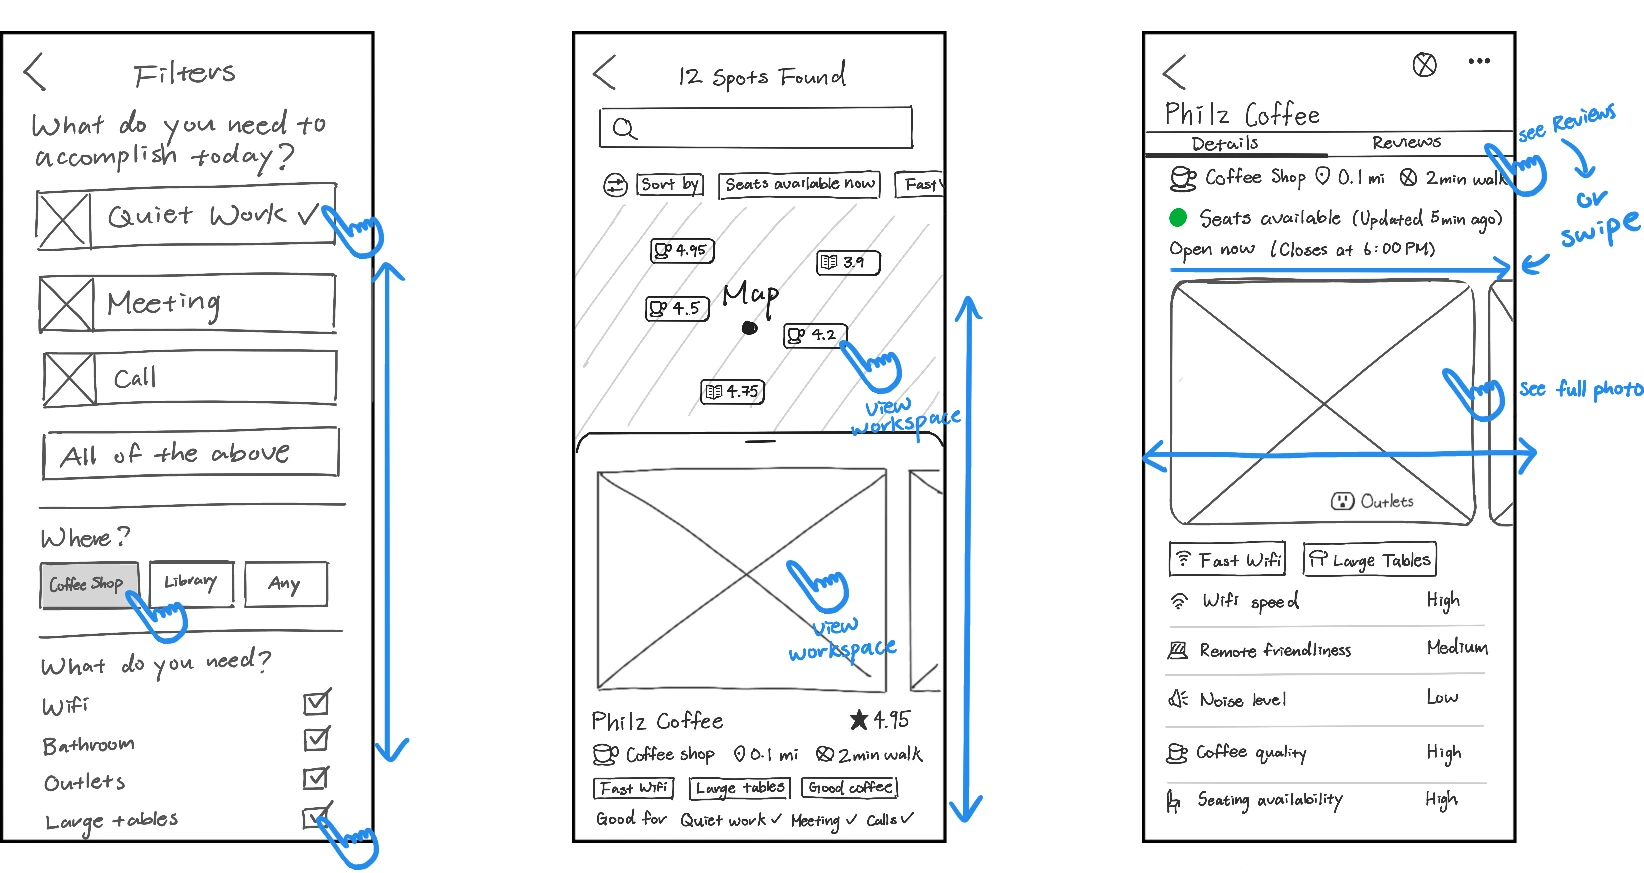 Filters
What do you need to
accomplish today?
Quiet Work ✓
Meeting
Call
All of the above
Where?
Coffee Shop
Library
Any
What do you need?
Wifi
Bathroom
Outlets
Large tables
12 Spots Found
Sort by
Seats available now
Fast
4.95
3.9
Map
4.5
4.2
4.75
view
workspace
view
workspace
Philz Coffee
★ 4.95
Coffee shop
0.1 mi
2 min walk
Fast Wifi
Large tables
Good coffee
Good for Quiet work ✓ Meeting ✓ Calls ✓
•••
Philz Coffee
Details
Reviews
see Reviews
or
swipe
Coffee Shop 0.1 mi 2min walk
Seats available (Updated 5min ago)
Open now (Closes at 6:00 PM)
see full photo
Outlets
Fast Wifi
Large Tables
Wifi speed High
Remote friendliness Medium
Noise level Low
Coffee quality High
Seating availability High